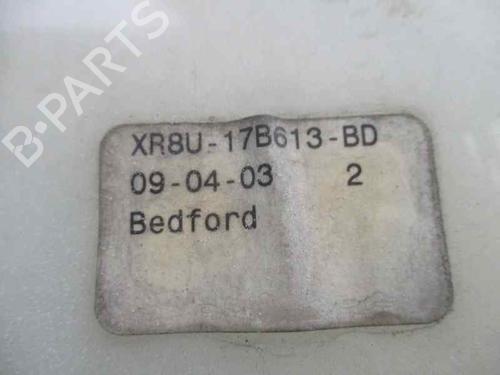 B-PARTS
XR8U-17B613-BD
09-04-03 2
Bedford